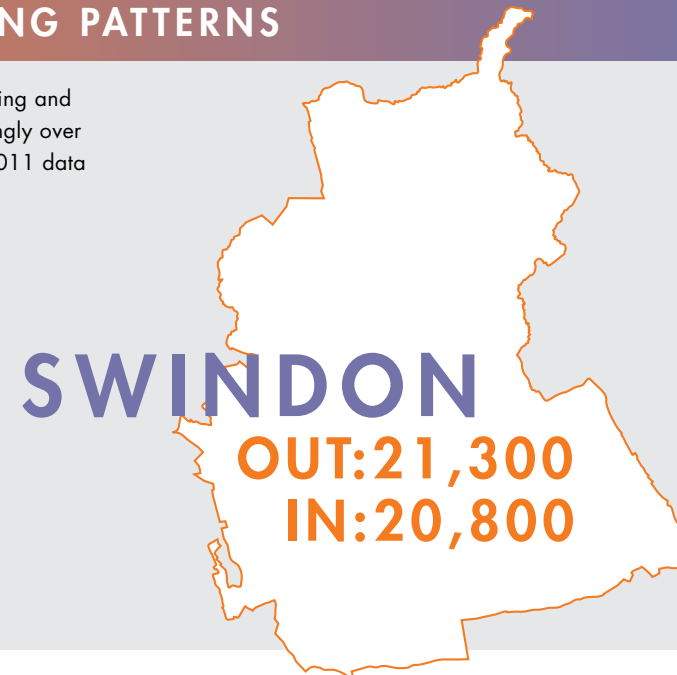 NG PATTERNS
ing and
ngly over
011 data
SWINDON
OUT:21,300
IN:20,800